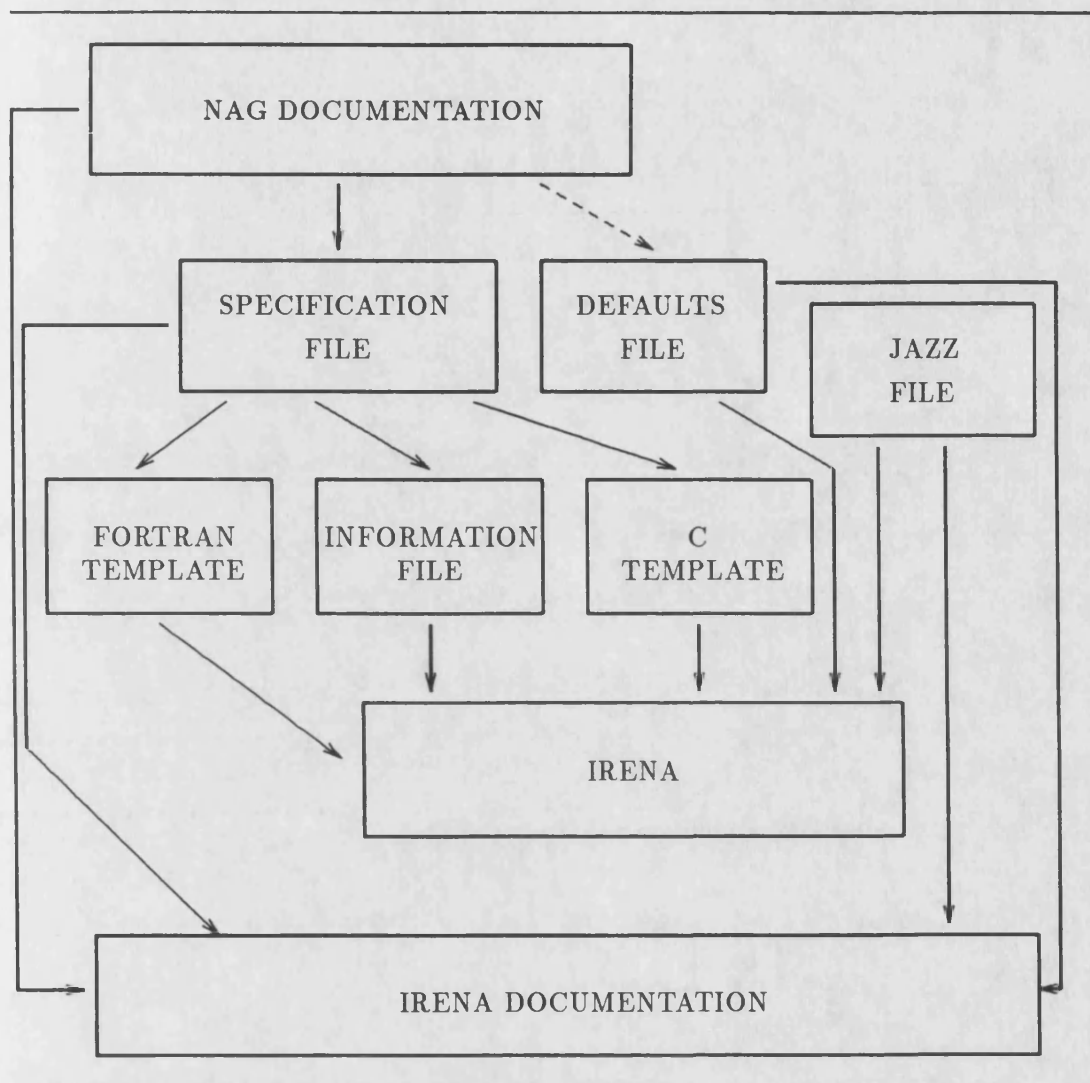 NAG DOCUMENTATION
SPECIFICATION
FILE
DEFAULTS
FILE
JAZZ
FILE
FORTRAN
TEMPLATE
INFORMATION
FILE
C
TEMPLATE
IRENA
IRENA DOCUMENTATION